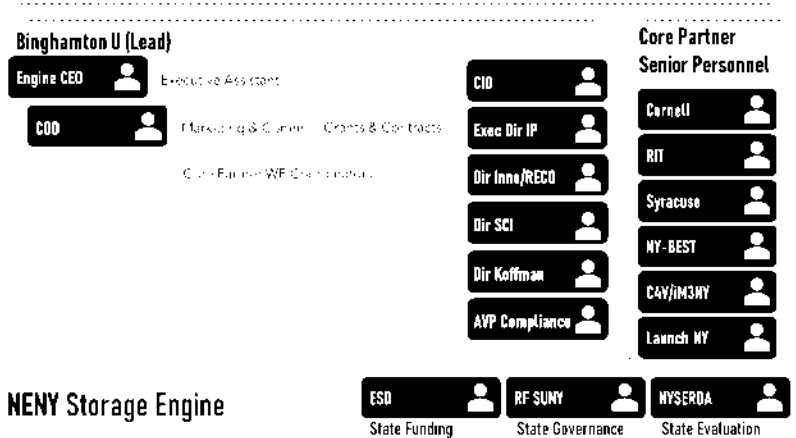 Binghamton U (Lead)
Engine CEO
Executive Assistant
COO
Grants & Contracts
CIO
Exec Dir IP
Dir Inno/RECO
Dir SCI
Dir Koffman
AVP Compliance
Core Partner
Senior Personnel
Cornell
RIT
Syracuse
NY-BEST
C4V/iM3NY
Launch NY
NENY Storage Engine
ESD
State Funding
RF SUNY
State Governance
NYSERDA
State Evaluation